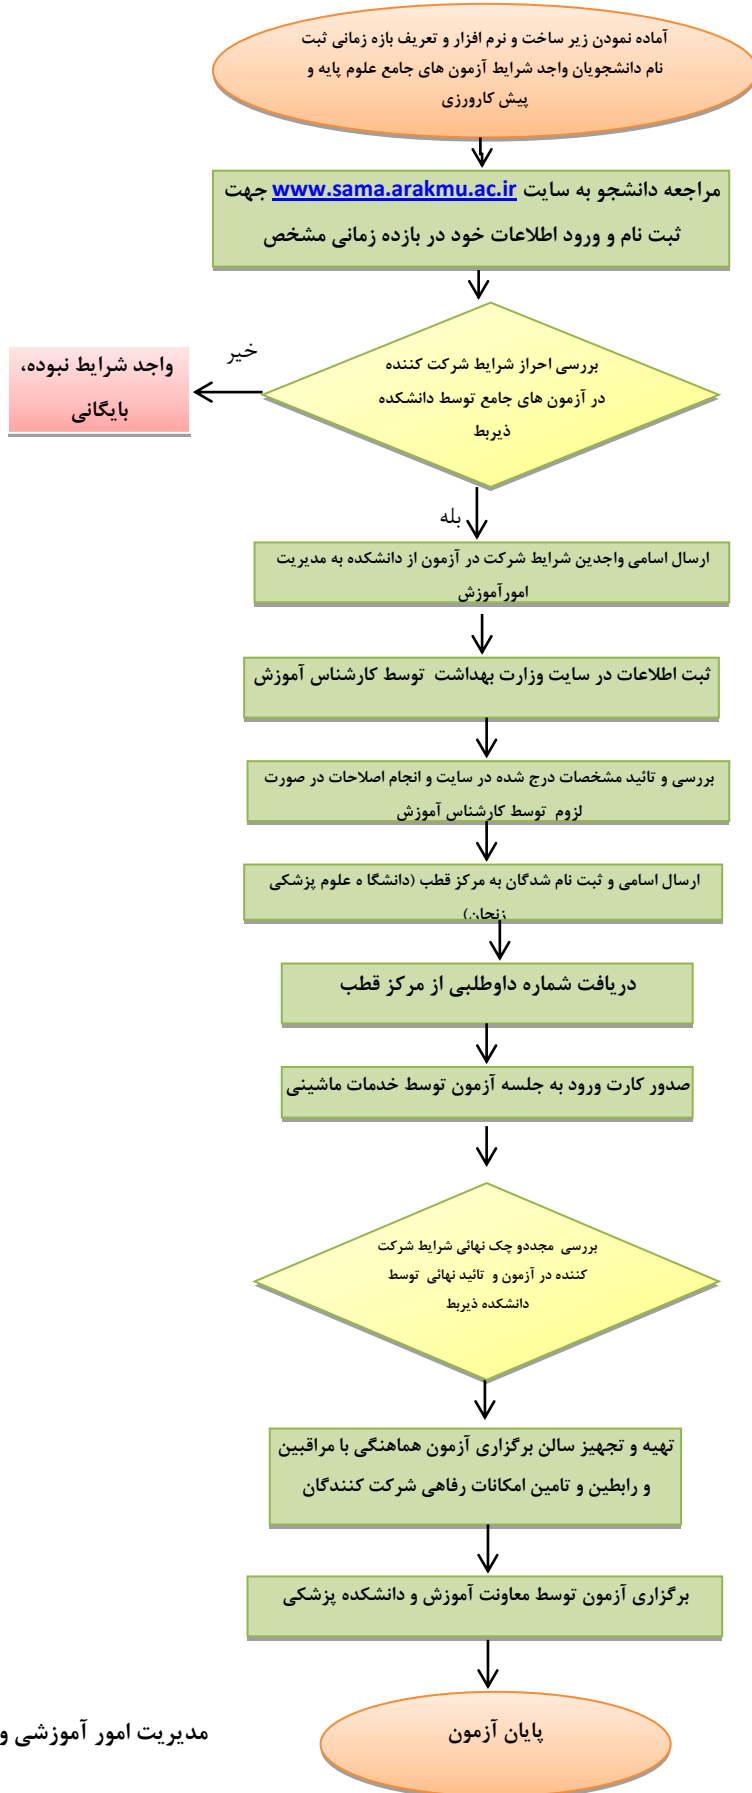 آماده نمودن زیر ساخت و نرم افزار و تعریف بازه زمانی ثبت
نام دانشجویان واجد شرایط آزمون های جامع علوم پایه و
پیش کارورزی
مراجعه دانشجو به سایت www.sama.arakmu.ac.ir جهت
ثبت نام و ورود اطلاعات خود در بازده زمانی مشخص
بررسی احراز شرایط شرکت کننده
در آزمون های جامع توسط دانشکده
ذیربط
خیر
واجد شرایط نبوده،
بایگانی
بله
ارسال اسامی واجدین شرایط شرکت در آزمون از دانشکده به مدیریت
امورآموزش
ثبت اطلاعات در سایت وزارت بهداشت توسط کارشناس آموزش
بررسی و تائید مشخصات درج شده در سایت و انجام اصلاحات در صورت
لزوم توسط کارشناس آموزش
ارسال اسامی و ثبت نام شدگان به مرکز قطب (دانشگا ه علوم پزشکی
زنجان)
دریافت شماره داوطلبی از مرکز قطب
صدور کارت ورود به جلسه آزمون توسط خدمات ماشینی
بررسی مجددو چک نهائی شرایط شرکت
کننده در آزمون و تائید نهائی توسط
دانشکده ذیربط
تهیه و تجهیز سالن برگزاری آزمون هماهنگی با مراقبین
و رابطین و تامین امکانات رفاهی شرکت کنندگان
برگزاری آزمون توسط معاونت آموزش و دانشکده پزشکی
پایان آزمون
مدیریت امور آموزشی و